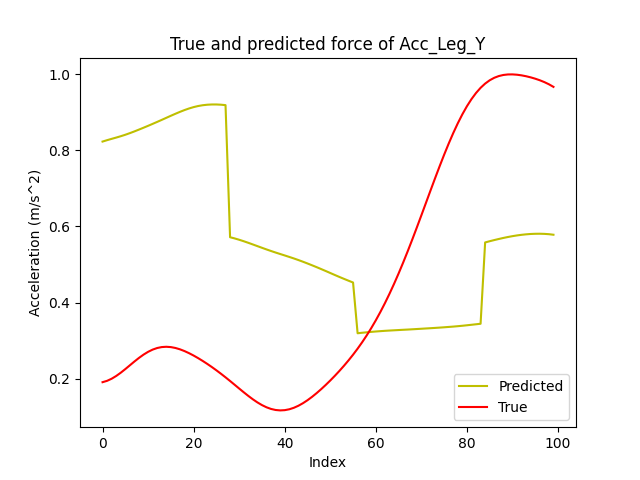 True and predicted force of Acc_Leg_Y
Acceleration (m/s^2)
1.0
0.8
0.6
0.4
0.2
0 20 40 60 80 100
Index
Predicted
True